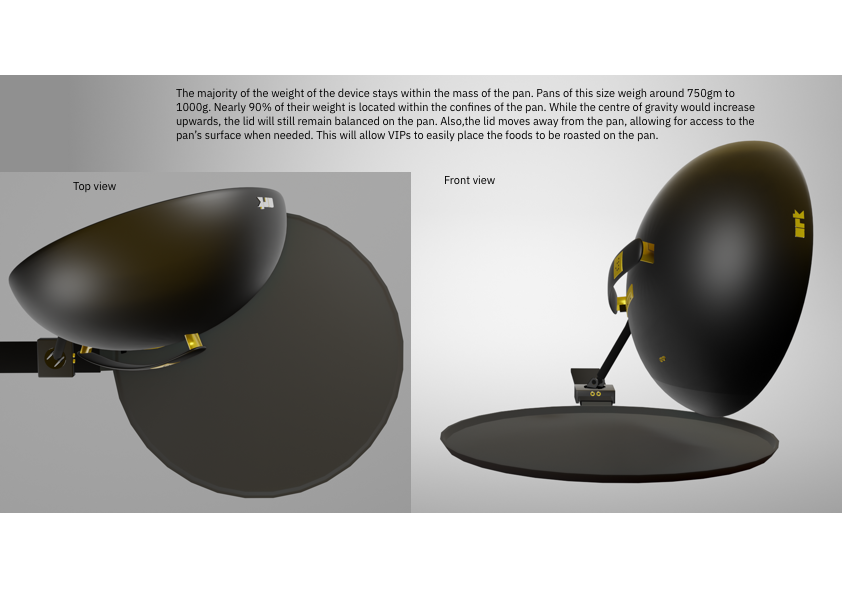 The majority of the weight of the device stays within the mass of the pan. Pans of this size weigh around 750gm to
1000g. Nearly 90% of their weight is located within the confines of the pan. While the centre of gravity would increase
upwards, the lid will still remain balanced on the pan. Also,the lid moves away from the pan, allowing for access to the
pan's surface when needed. This will allow VIPs to easily place the foods to be roasted on the pan.
Top view
Front view
ark